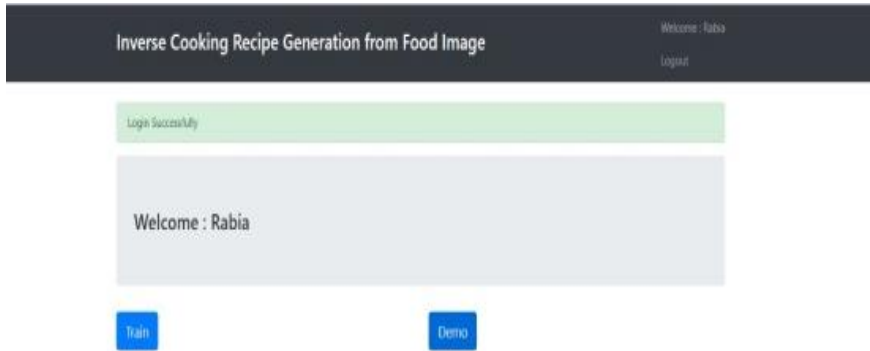 Inverse Cooking Recipe Generation from Food Image
Welcome : Rabia
Logout
Login Successfully
Welcome : Rabia
Train
Demo